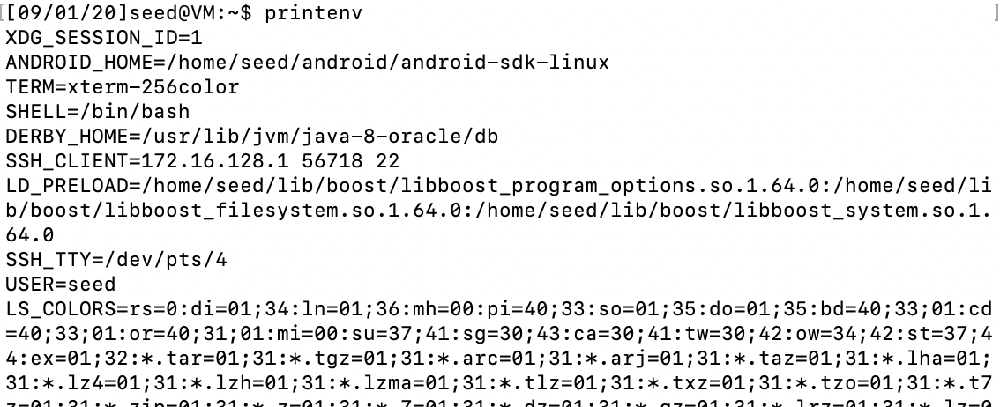 [[09/01/20]seed@VM:~$ printenv ]
XDG_SESSION_ID=1
ANDROID_HOME=/home/seed/android/android-sdk-linux
TERM=xterm-256color
SHELL=/bin/bash
DERBY_HOME=/usr/lib/jvm/java-8-oracle/db
SSH_CLIENT=172.16.128.1 56718 22
LD_PRELOAD=/home/seed/lib/boost/libboost_program_options.so.1.64.0:/home/seed/li
b/boost/libboost_filesystem.so.1.64.0:/home/seed/lib/boost/libboost_system.so.1.
64.0
SSH_TTY=/dev/pts/4
USER=seed
LS_COLORS=rs=0:di=01;34:ln=01;36:mh=00:pi=40;33:so=01;35:do=01;35:bd=40;33;01:cd
=40;33;01:or=40;31;01:mi=00:su=37;41:sg=30;43:ca=30;41:tw=30;42:ow=34;42:st=37;4
4:ex=01;32:*.tar=01;31:*.tgz=01;31:*.arc=01;31:*.arj=01;31:*.taz=01;31:*.lha=01;
31:*.lz4=01;31:*.lzh=01;31:*.lzma=01;31:*.tlz=01;31:*.txz=01;31:*.tzo=01;31:*.t7
z=01;31:*.zip=01;31:*.z=01;31:*.Z=01;31:*.dz=01;31:*.gz=01;31:*.lrz=01;31:*.lz=0